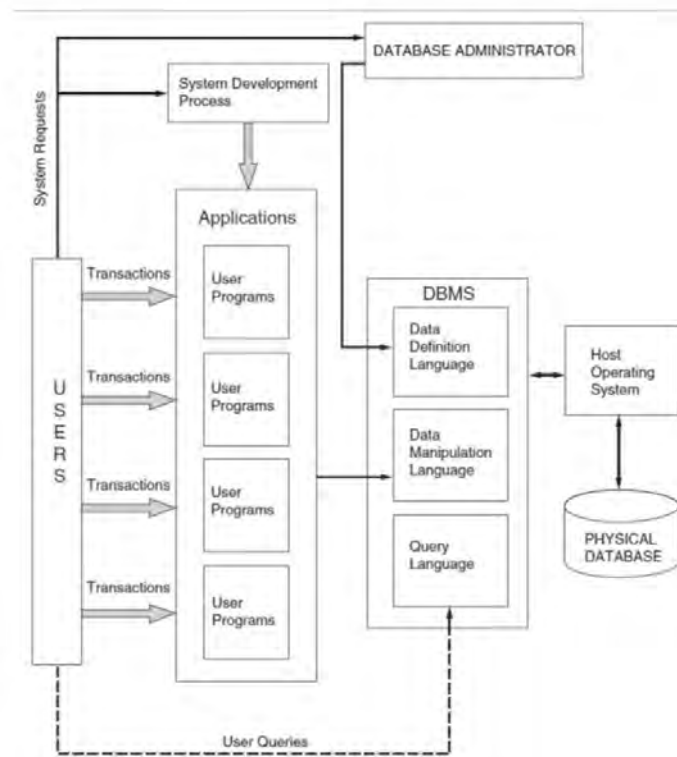 DATABASE ADMINISTRATOR
System Development
Process
System Requests
Applications
Transactions
User
Programs
DBMS
Data
Definition
Language
Host
Operating
System
Transactions
User
Programs
USERS
Data
Manipulation
Language
Transactions
User
Programs
PHYSICAL
DATABASE
Query
Language
Transactions
User
Programs
User Queries